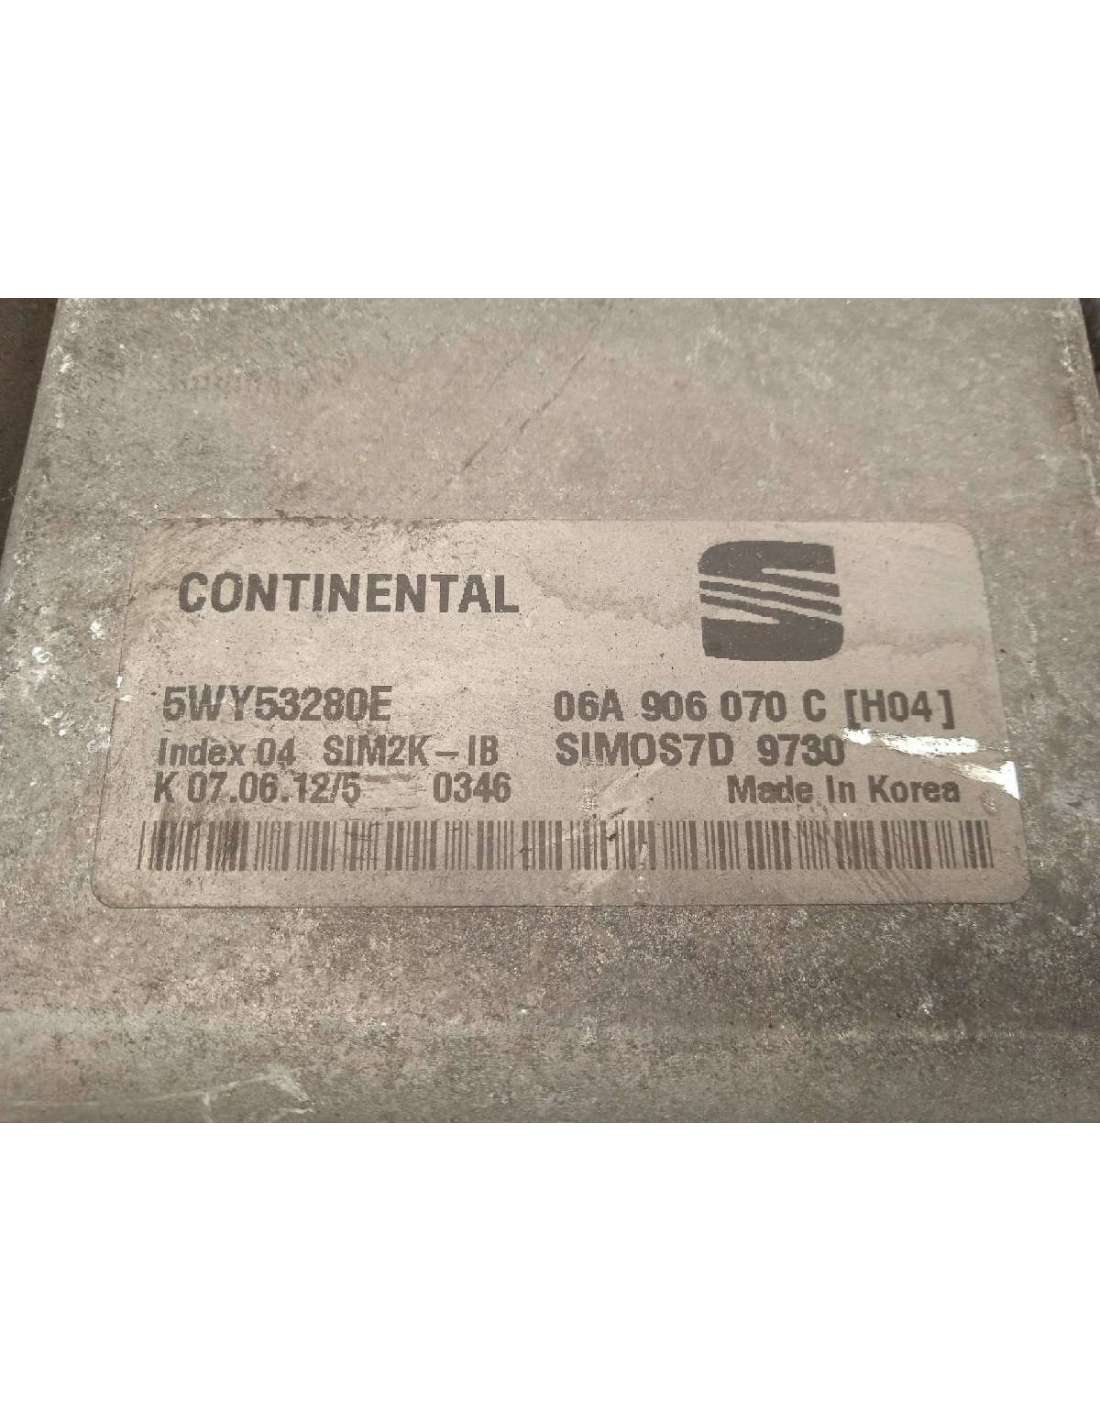 CONTINENTAL
5WY53280E 06A 906 070 C [H04]
Index 04 SIM2K-IB SIMOS7D 9730
K 07.06.12/5 0346 Made In Korea